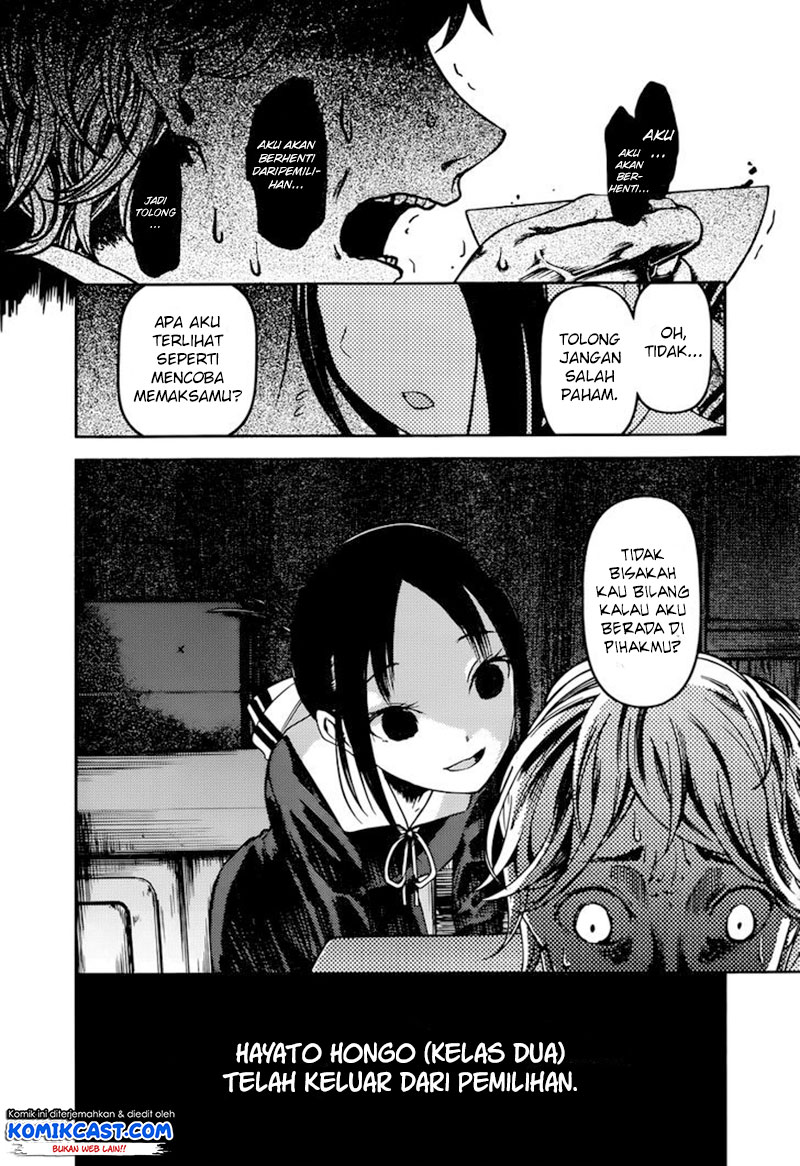 AKU
...
AKU
AKAN
BER-
HENTI...
AKU AKAN
BERHENTI
DARIPEMILI-
HAN...
JADI
TOLONG
...
OH,
TIDAK...
TOLONG
JANGAN
SALAH
PAHAM.
APA AKU
TERLIHAT
SEPERTI
MENCOBA
MEMAKSAMU?
TIDAK
BISAKAH
KAU BILANG
KALAU AKU
BERADA DI
PIHAKMU?
HAYATO HONGO (KELAS DUA)
TELAH KELUAR DARI PEMILIHAN.
Komik ini diterjemahkan & diedit oleh
KOMIKCAST.COM
BUKAN WEB LAIN!!